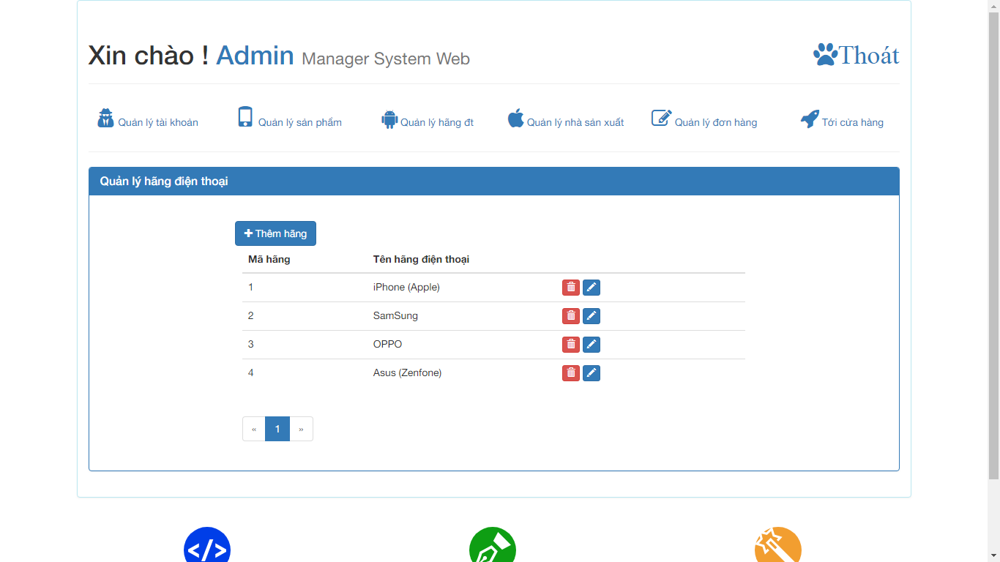 Xin chào ! Admin Manager System Web
Thoát
Quản lý tài khoản Quản lý sản phẩm Quản lý hãng đt Quản lý nhà sản xuất Quản lý đơn hàng Tới cửa hàng
Quản lý hãng điện thoại
Thêm hãng
Mã hãng Tên hãng điện thoại
1 iPhone (Apple)
2 SamSung
3 OPPO
4 Asus (Zenfone)
« 1 »